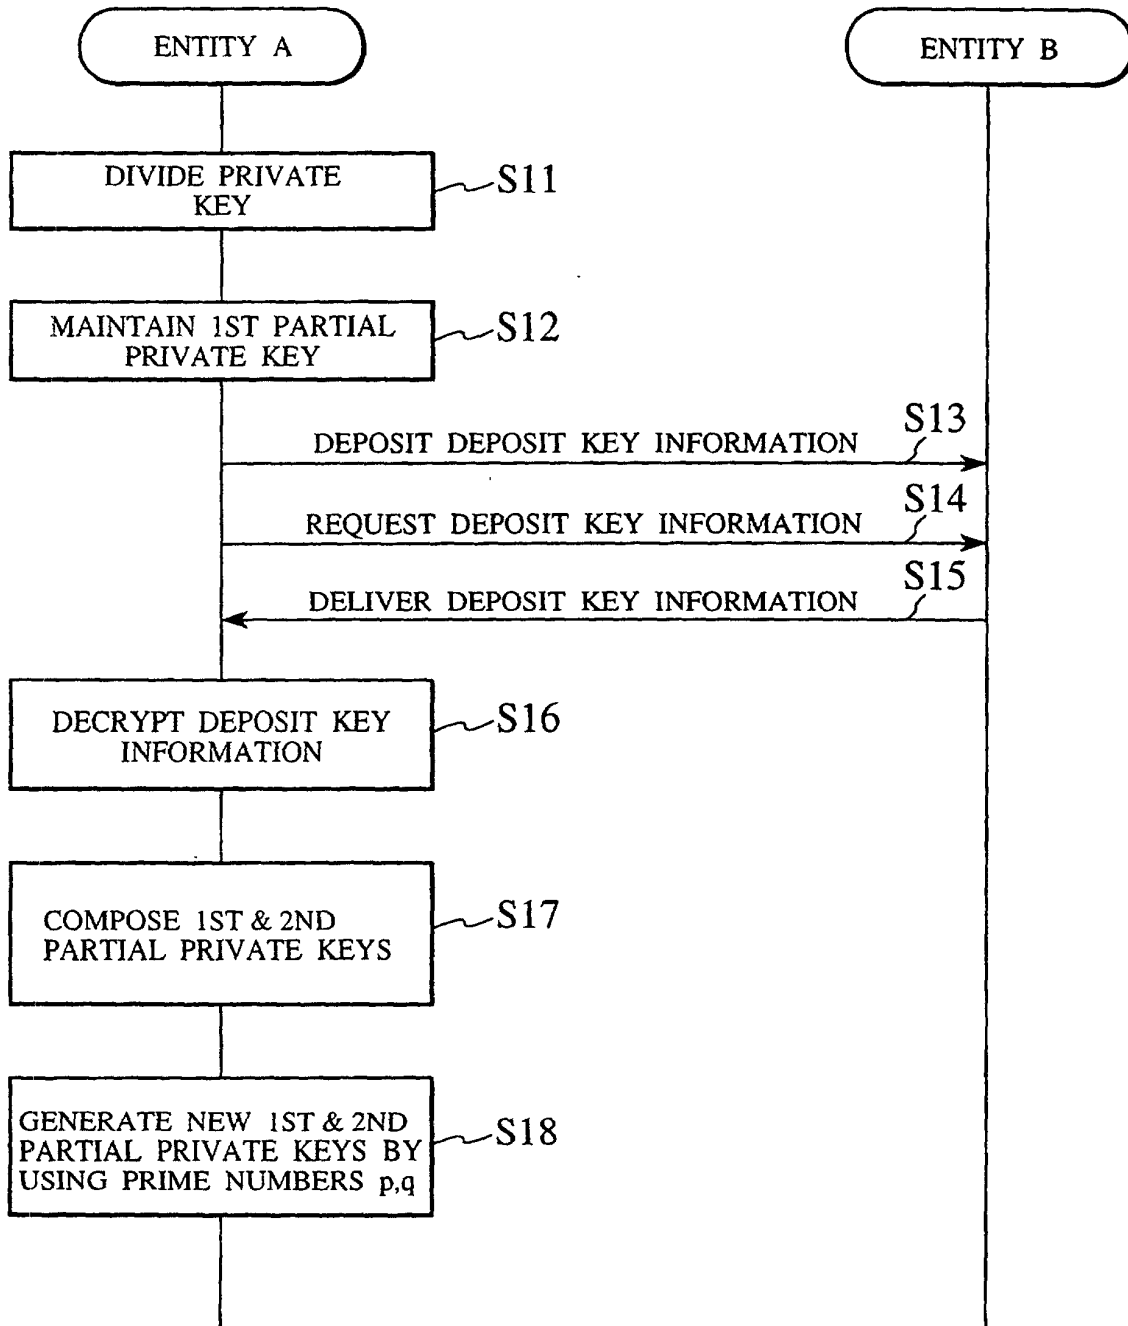 ENTITY A
ENTITY B
DIVIDE PRIVATE
KEY
S11
MAINTAIN 1ST PARTIAL
PRIVATE KEY
S12
S13
DEPOSIT DEPOSIT KEY INFORMATION
S14
REQUEST DEPOSIT KEY INFORMATION
S15
DELIVER DEPOSIT KEY INFORMATION
DECRYPT DEPOSIT KEY
INFORMATION
S16
COMPOSE 1ST & 2ND
PARTIAL PRIVATE KEYS
S17
GENERATE NEW 1ST & 2ND
PARTIAL PRIVATE KEYS BY
USING PRIME NUMBERS p,q
S18